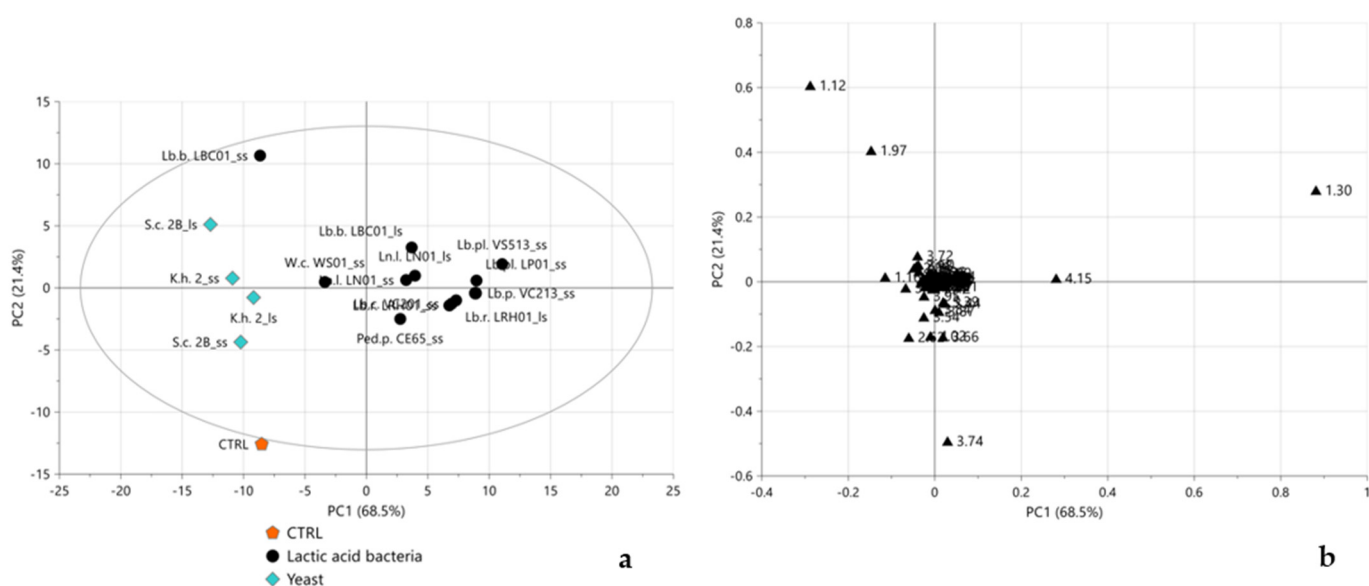 15
10
5
0
-5
-10
-15
PC2 (21.4%)
Lb.b. LBC01_ss
S.c. 2B_ls
K.h. 2_ss
K.h. 2_ls
S.c. 2B_ss
CTRL
Lb.b. LBC01_ls
W.c. WS01_ss
Ln.l. LN01_ls
LN01_ss
Lb.pl. VS513_ss
LP01_ss
Lb.p. VC213_ss
Lb.r. LRH01_ls
Ped.p. CE65_ss
-25 -20 -15 -10 -5 0 5 10 15 20 25
PC1 (68.5%)
CTRL
Lactic acid bacteria
Yeast
a
0.8
0.6
0.4
0.2
0
-0.2
-0.4
-0.6
PC2 (21.4%)
1.12
1.97
1.30
3.72
4.15
3.66
3.74
-0.4 -0.2 0 0.2 0.4 0.6 0.8 1
PC1 (68.5%)
b